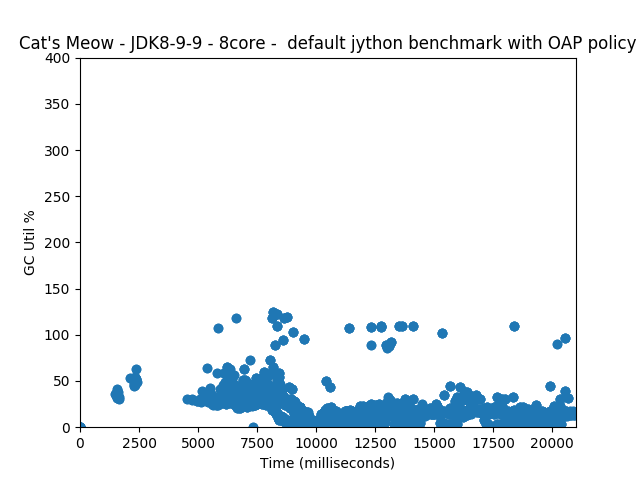 Cat's Meow - JDK8-9-9 - 8core -  default jython benchmark with OAP policy
400
350
300
250
200
150
100
50
0
GC Util %
0 2500 5000 7500 10000 12500 15000 17500 20000
Time (milliseconds)